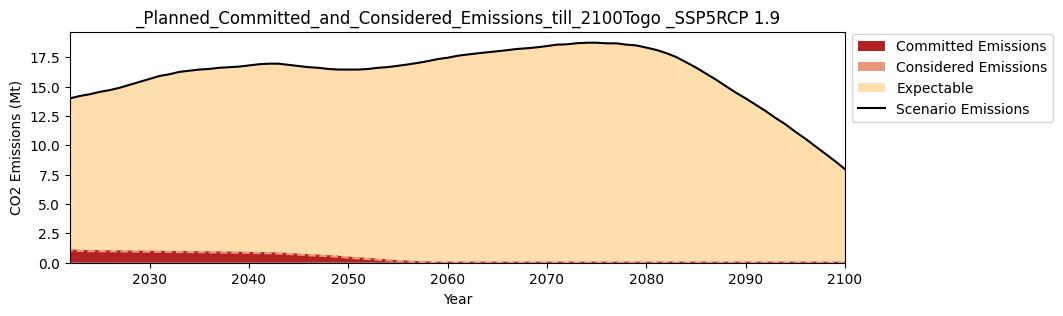 _Planned_Committed_and_Considered_Emissions_till_2100Togo _SSP5RCP 1.9
Committed Emissions
Considered Emissions
Expectable
Scenario Emissions
CO2 Emissions (Mt)
17.5
15.0
12.5
10.0
7.5
5.0
2.5
0.0
2030 2040 2050 2060 2070 2080 2090 2100
Year